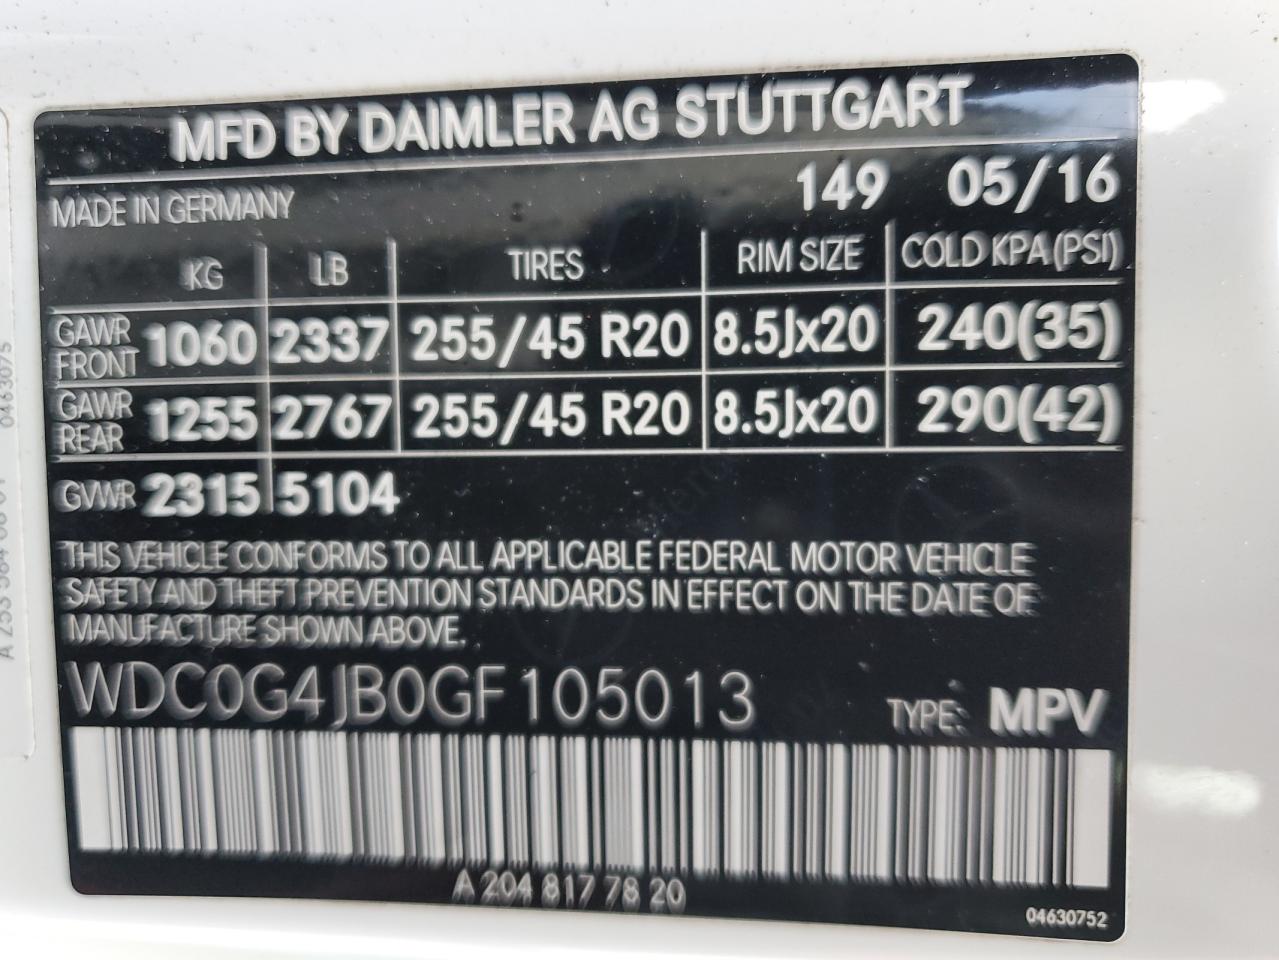 MFD BY DAIMLER AG STUTTGART
MADE IN GERMANY 149 05/16
KG LB TIRES RIM SIZE COLD KPA (PSI)
GAWR FRONT 1060 2337 255/45 R20 8.5Jx20 240(35)
GAWR REAR 1255 2767 255/45 R20 8.5Jx20 290(42)
GVWR 2315 5104
THIS VEHICLE CONFORMS TO ALL APPLICABLE FEDERAL MOTOR VEHICLE
SAFETY AND THEFT PREVENTION STANDARDS IN EFFECT ON THE DATE OF
MANUFACTURE SHOWN ABOVE.
WDC0G4JB0GF105013 TYPE: MPV
A 204 817 78 20
04630752
0463075